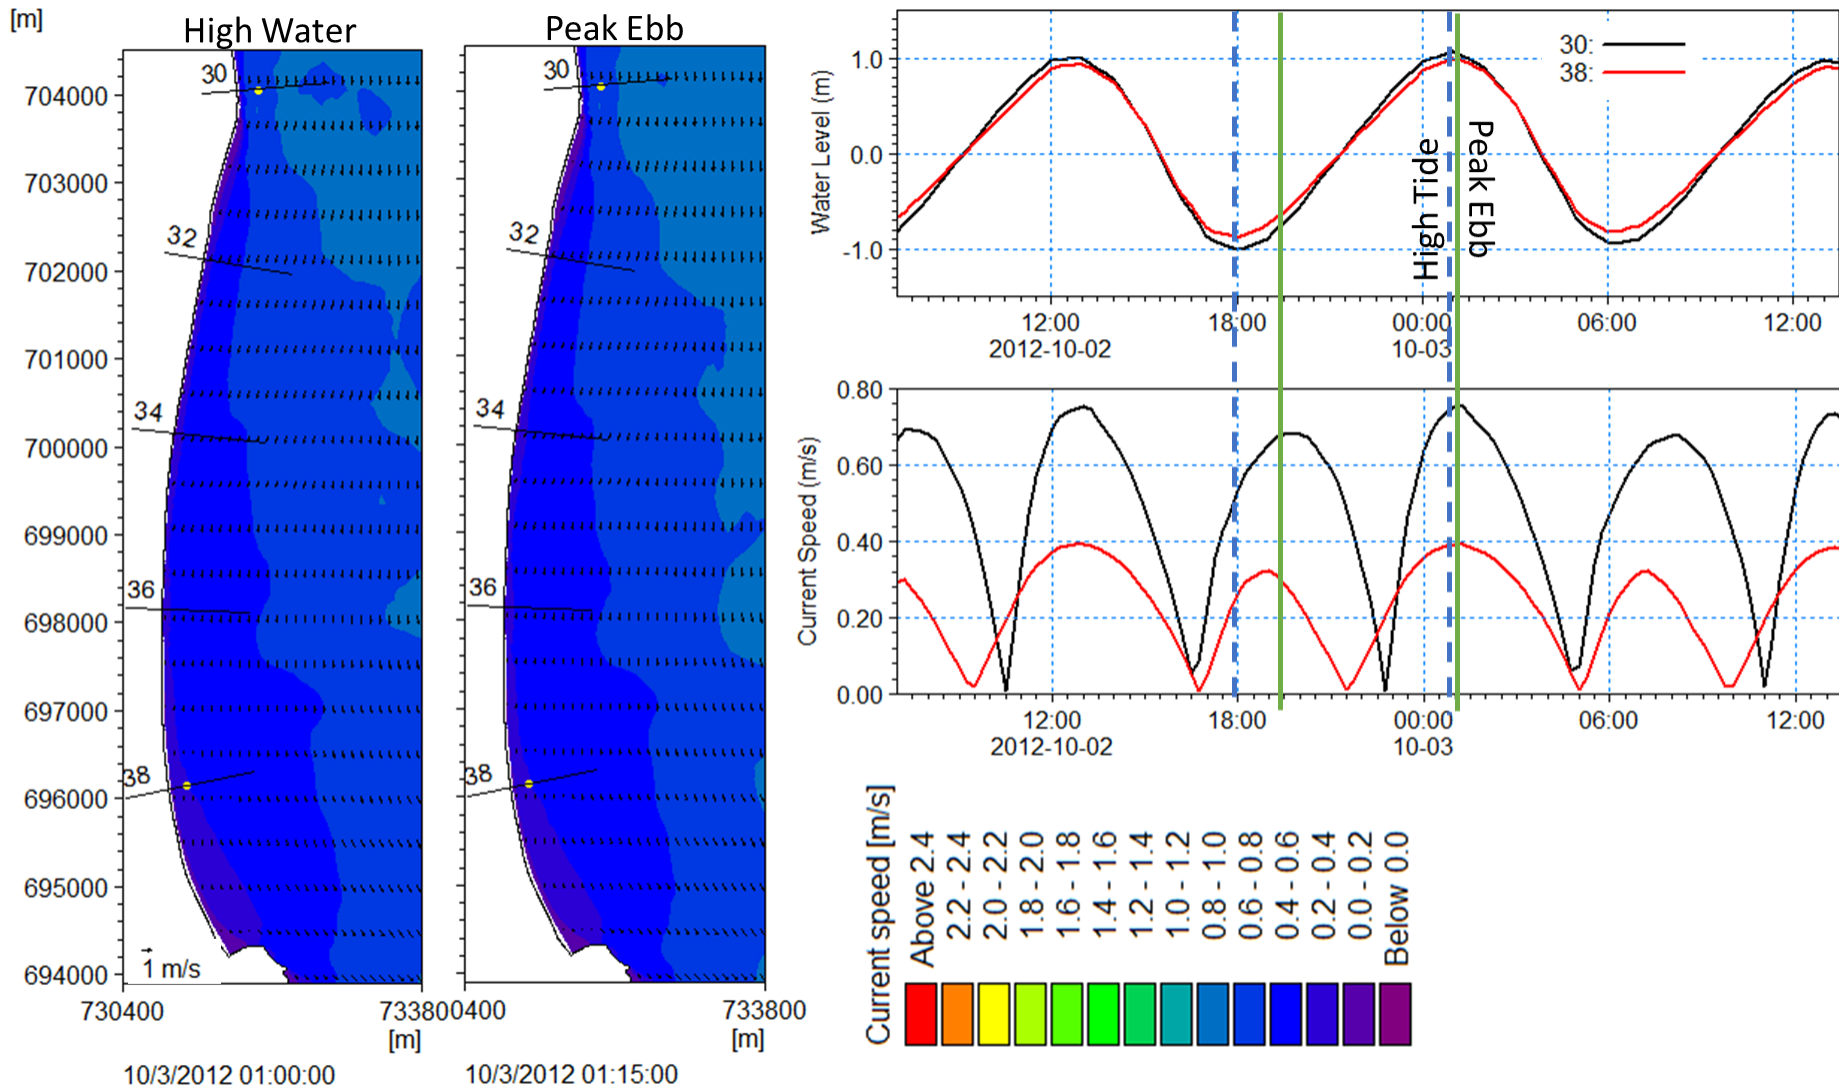 [m]
High Water
Peak Ebb
30
32
34
36
38
704000
703000
702000
701000
700000
699000
698000
697000
696000
695000
694000
1 m/s
730400
733800
[m]
10/3/2012 01:00:00
30
32
34
36
38
0400
733800
[m]
10/3/2012 01:15:00
Water Level (m)
1.0
0.0
-1.0
30:
38:
High Tipe
Peak Ebb
12:00
18:00
00:00
06:00
12:00
2012-10-02
10-03
Current Speed (m/s)
0.80
0.60
0.40
0.20
0.00
12:00
18:00
00:00
06:00
12:00
2012-10-02
10-03
Current speed [m/s]
Above 2.4
2.2 - 2.4
2.0 - 2.2
1.8 - 2.0
1.6 - 1.8
1.4 - 1.6
1.2 - 1.4
1.0 - 1.2
0.8 - 1.0
0.6 - 0.8
0.4 - 0.6
0.2 - 0.4
0.0 - 0.2
Below 0.0